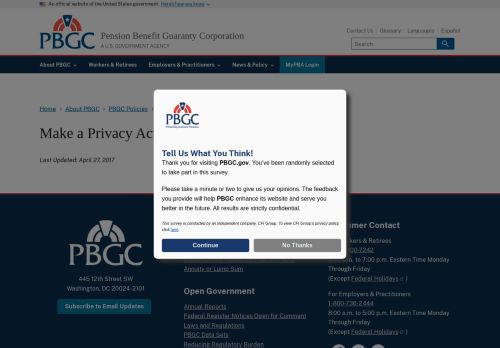 An official website of the United States government Here's how you know
PBGC
Pension Benefit Guaranty Corporation
A U.S. GOVERNMENT AGENCY
Contact Us Glossary Languages Español
Search
About PBGC Workers & Retirees Employers & Practitioners News & Policy MyPBA Login
Home > About PBGC > PBGC Policies >
Make a Privacy Ac
Last Updated: April 27, 2017
PBGC
Protecting America's Pensions
Tell Us What You Think!
Thank you for visiting PBGC.gov. You've been randomly selected
to take part in this survey.
Please take a minute or two to give us your opinions. The feedback
you provide will help PBGC enhance its website and serve you
better in the future. All results are strictly confidential.
This survey is conducted by an independent company, CFI Group. To view CFI Group's privacy policy,
click here.
Continue No Thanks
PBGC
445 12th Street SW
Washington, DC 20024-2101
Subscribe to Email Updates
Annuity or Lump Sum
Open Government
Annual Reports
Federal Register Notices Open for Comment
Laws and Regulations
PBGC Data Sets
Reducing Regulatory Burden
omer Contact
rkers & Retirees
00-7242
.m. to 7:00 p.m. Eastern Time Monday
Through Friday
(Except Federal Holidays )
For Employers & Practitioners
1-800-736-2444
8:00 a.m. to 5:00 p.m. Eastern Time Monday
Through Friday
(Except Federal Holidays )